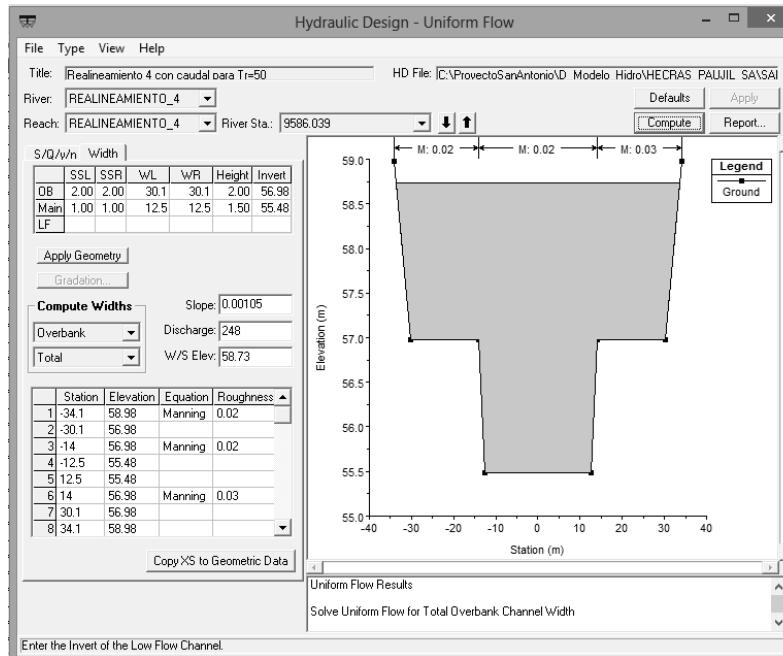 Hydraulic Design - Uniform Flow
File Type View Help
Title: Realineamiento 4 con caudal para Tr=50 HD File: C:\ProyectoSanAntonio\D_Modelo_Hidro\HECRAS_PAUJIL_SA\SAI
River: REALINEAMIENTO_4 Defaults Apply
Reach: REALINEAMIENTO_4 River Sta.: 9586.039 Compute Report...
S/Q/y/n Width
SSL SSR WL WR Height Invert
OB 2.00 2.00 30.1 30.1 2.00 56.98
Main 1.00 1.00 12.5 12.5 1.50 55.48
LF
Apply Geometry
Gradation...
Compute Widths
Overbank
Total
Slope: 0.00105
Discharge: 248
W/S Elev: 58.73
Station Elevation Equation Roughness
1 -34.1 58.98 Manning 0.02
2 -30.1 56.98
3 -14 56.98 Manning 0.02
4 -12.5 55.48
5 12.5 55.48
6 14 56.98 Manning 0.03
7 30.1 56.98
8 34.1 58.98
Copy XS to Geometric Data
M: 0.02 M: 0.02 M: 0.03
59.0
58.5
58.0
57.5
57.0
56.5
56.0
55.5
55.0
Elevation (m)
-40 -30 -20 -10 0 10 20 30 40
Station (m)
Legend
Ground
Uniform Flow Results
Solve Uniform Flow for Total Overbank Channel Width
Enter the Invert of the Low Flow Channel.